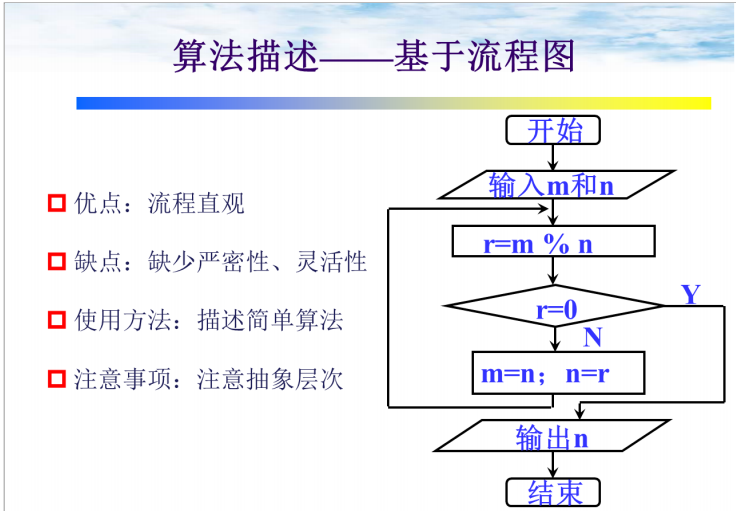 算法描述——基于流程图
优点：流程直观
缺点：缺少严密性、灵活性
使用方法：描述简单算法
注意事项：注意抽象层次
开始
输入m和n
r=m % n
r=0
Y
N
m=n；n=r
输出n
结束